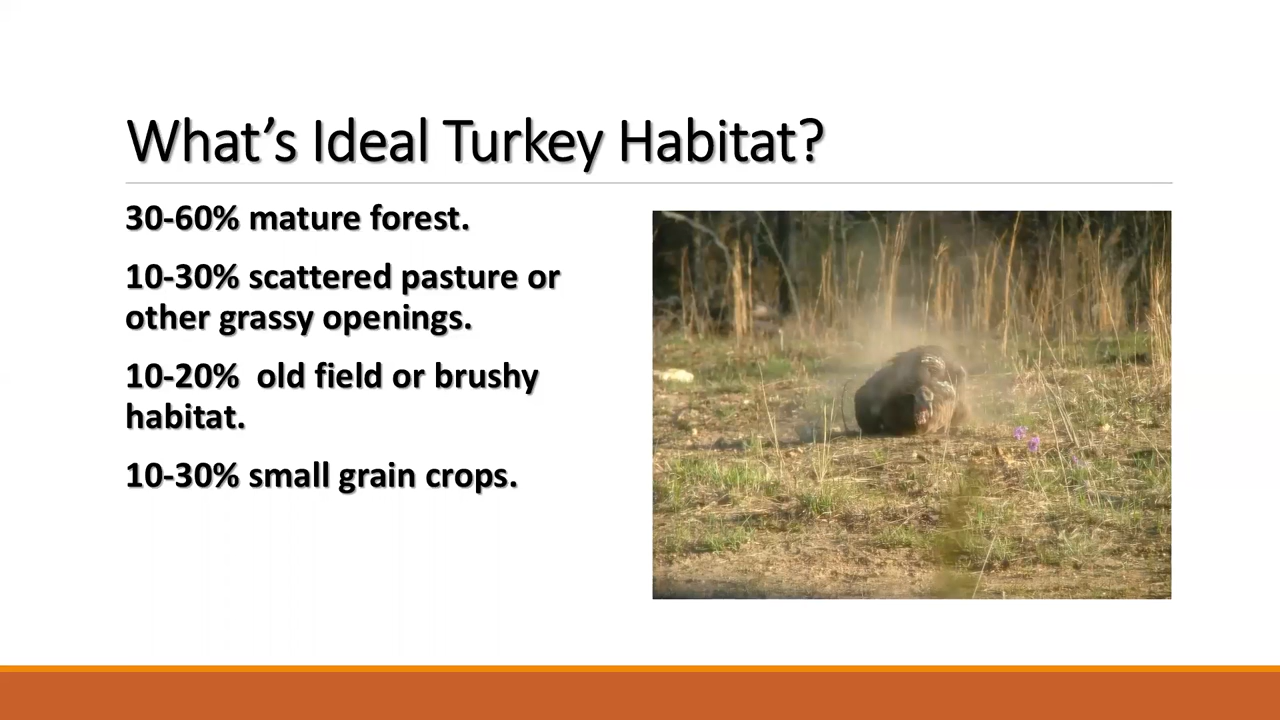 What’s Ideal Turkey Habitat?
30-60% mature forest.
10-30% scattered pasture or
other grassy openings.
10-20%  old field or brushy
habitat.
10-30% small grain crops.